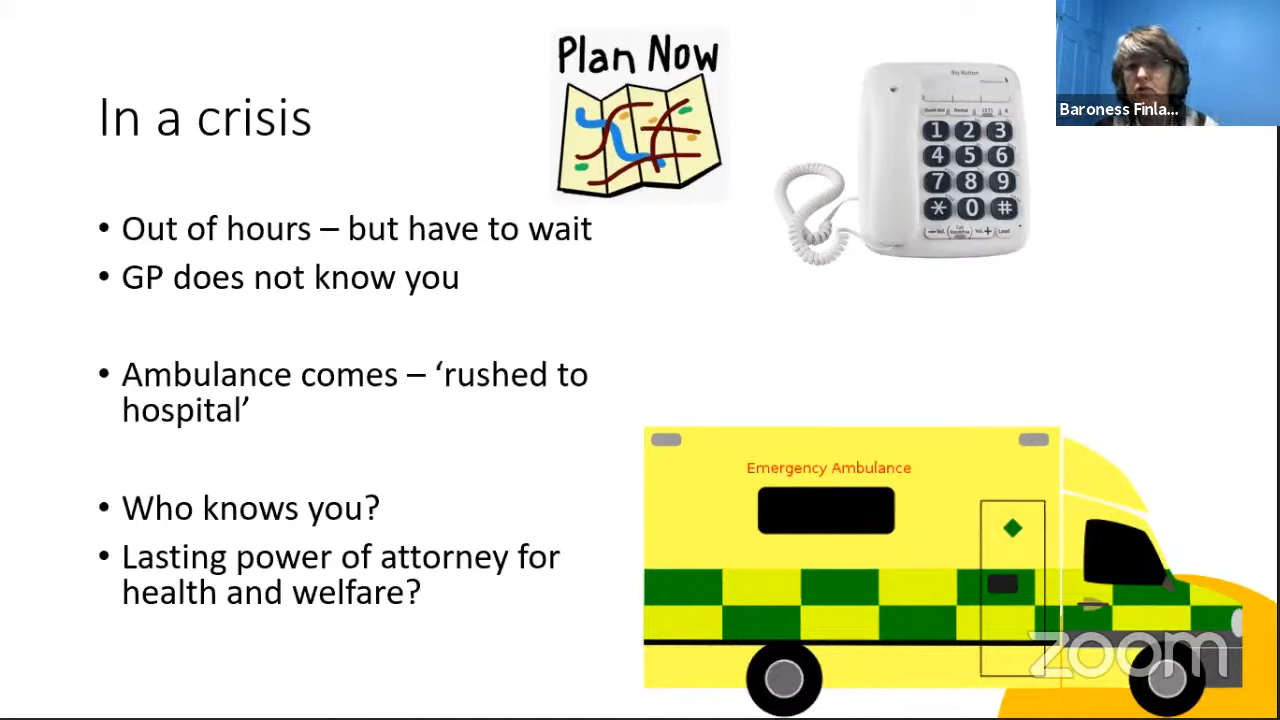 Plan Now
In a crisis
Baroness Finla...
• Out of hours – but have to wait
• GP does not know you
• Ambulance comes – ‘rushed to
hospital’
• Who knows you?
• Lasting power of attorney for
health and welfare?
Big Button
1 2 3
4 5 6
7 8 9
* 0 #
Emergency Ambulance
zoom